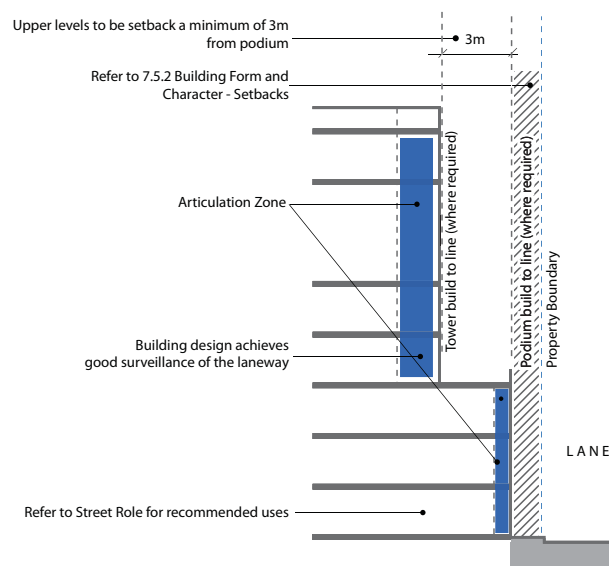 Upper levels to be setback a minimum of 3m
from podium
3m
Refer to 7.5.2 Building Form and
Character - Setbacks
Articulation Zone
Tower build to line (where required)
Podium build to line (where required)
Property Boundary
Building design achieves
good surveillance of the laneway
LANE
Refer to Street Role for recommended uses